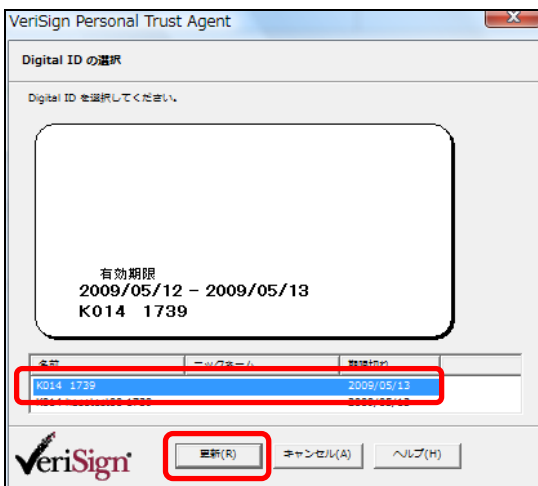 VeriSign Personal Trust Agent
Digital ID の選択
Digital ID を選択してください。
有効期限
2009/05/12 - 2009/05/13
K014 1739
名前 ニックネーム 期限切れ
K014 1739 2009/05/13
VeriSign 更新(R) キャンセル(A) ヘルプ(H)